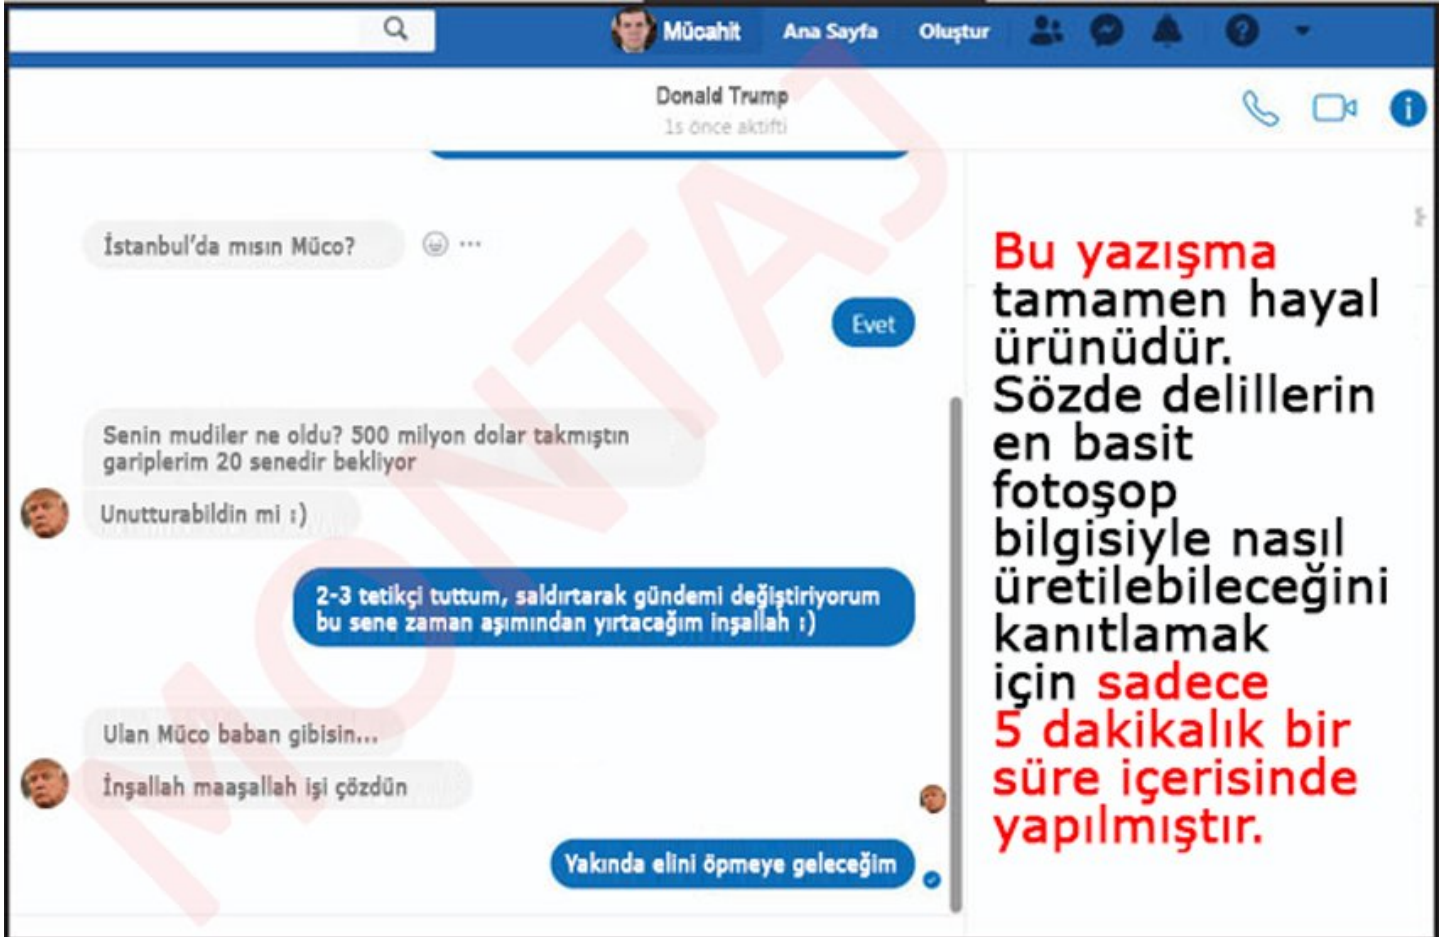 Mücahit Ana Sayfa Oluştur
Donald Trump
1s önce aktifti
İstanbul'da mısın Müco?
Evet
Senin mudiler ne oldu? 500 milyon dolar takmıştın
gariplerim 20 senedir bekliyor
Unutturabildin mi :)
2-3 tetikçi tuttum, saldırtarak gündemi değiştiriyorum
bu sene zaman aşımından yırtacağım inşallah :)
Ulan Müco baban gibisin...
İnşallah maaşallah işi çözdün
Yakında elini öpmeye geleceğim
Bu yazışma
tamamen hayal
ürünüdür.
Sözde delillerin
en basit
fotoşop
bilgisiyle nasıl
üretilebileceğini
kanıtlamak
için sadece
5 dakikalık bir
süre içerisinde
yapılmıştır.
MONTAJ